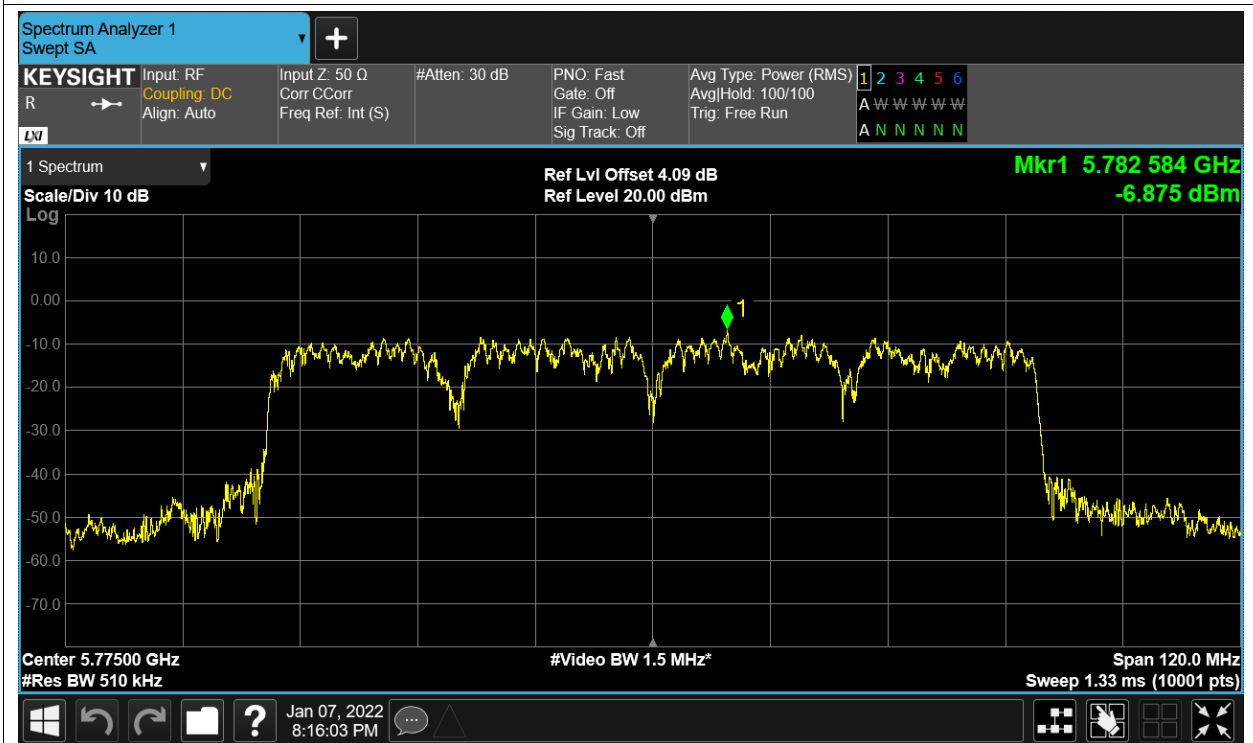 Spectrum Analyzer 1
Swept SA
KEYSIGHT
R
LXI
Input: RF
Coupling: DC
Align: Auto
Input Z: 50 Ω
Corr CCorr
Freq Ref: Int (S)
#Atten: 30 dB
PNO: Fast
Gate: Off
IF Gain: Low
Sig Track: Off
Avg Type: Power (RMS)
Avg|Hold: 100/100
Trig: Free Run
1 2 3 4 5 6
A W W W W W
A N N N N N
1 Spectrum
Scale/Div 10 dB
Log
Ref Lvl Offset 4.09 dB
Ref Level 20.00 dBm
Mkr1 5.782 584 GHz
-6.875 dBm
10.0
0.00
-10.0
-20.0
-30.0
-40.0
-50.0
-60.0
-70.0
1
Center 5.77500 GHz
#Res BW 510 kHz
#Video BW 1.5 MHz*
Span 120.0 MHz
Sweep 1.33 ms (10001 pts)
?
Jan 07, 2022
8:16:03 PM